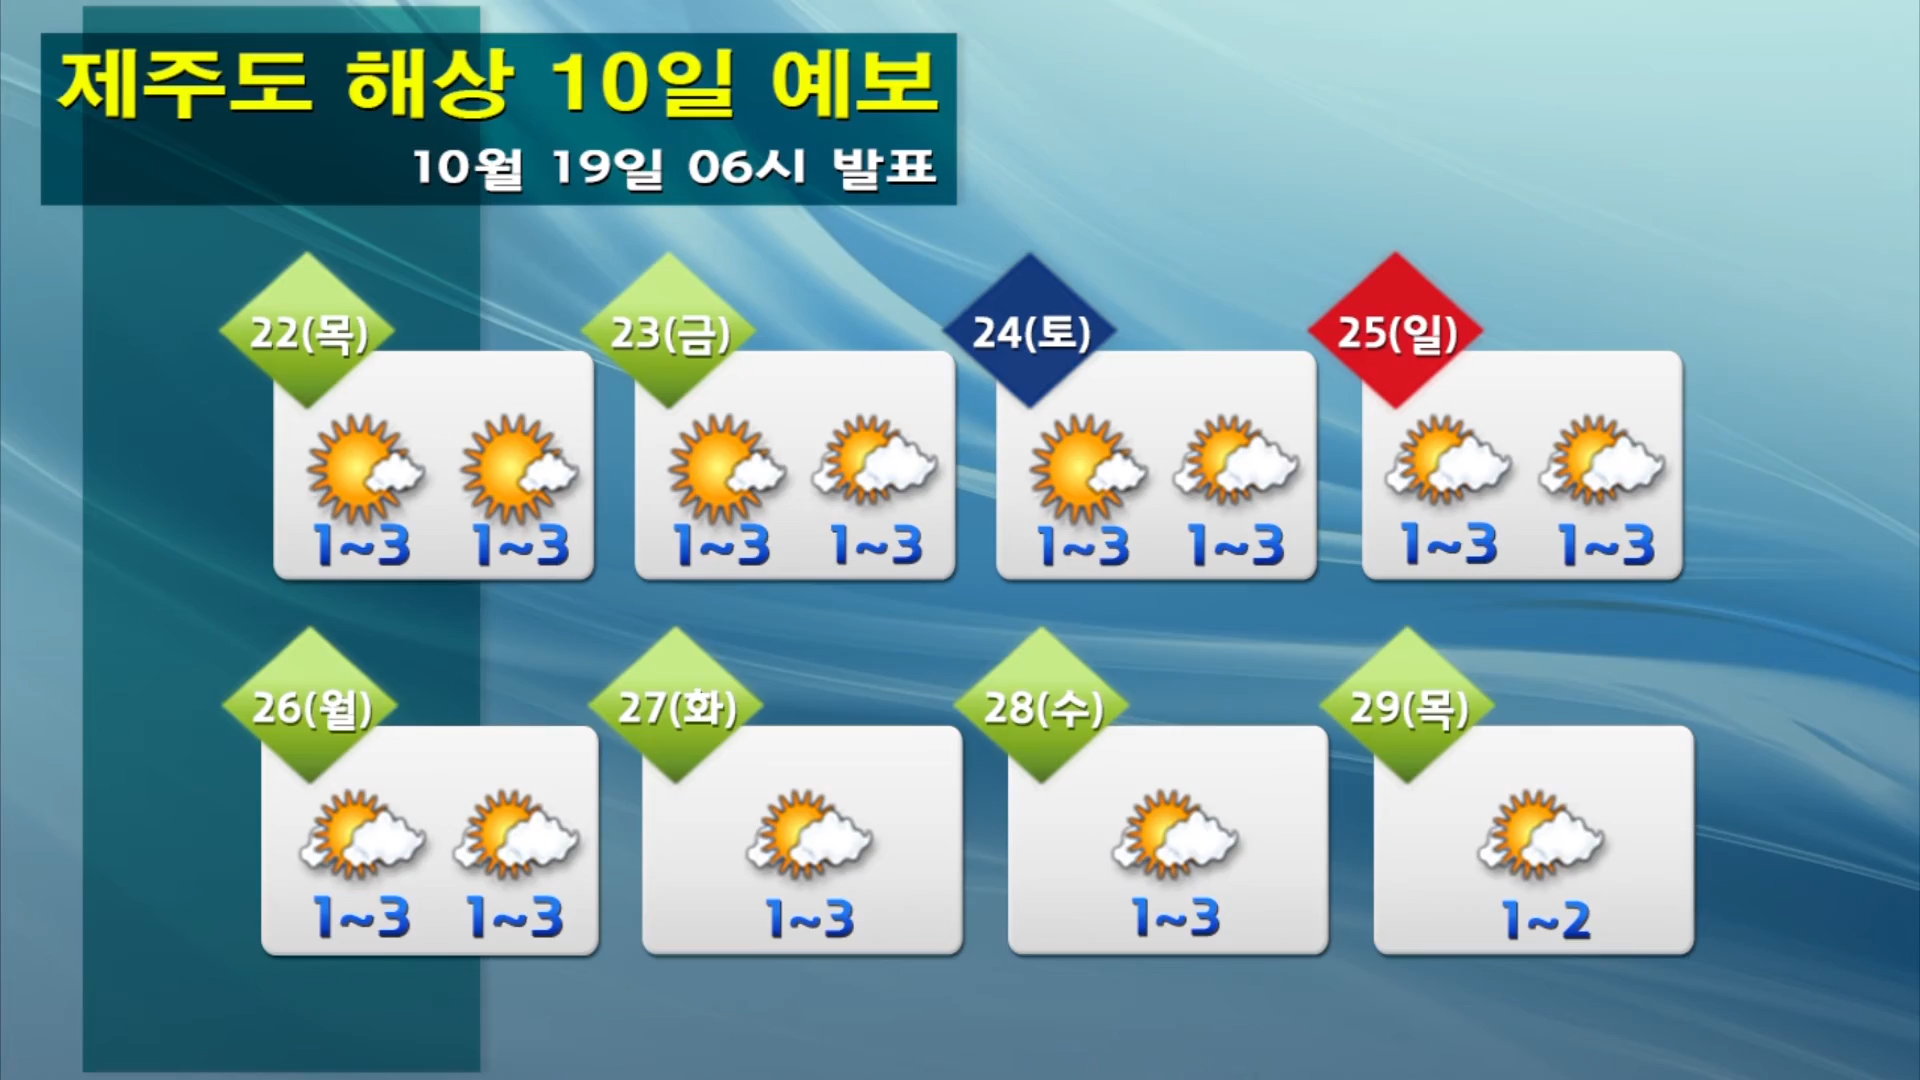 제주도 해상 10일 예보
10월 19일 06시 발표
22(목) 23(금) 24(토) 25(일)
1~3 1~3 1~3 1~3 1~3 1~3 1~3 1~3
26(월) 27(화) 28(수) 29(목)
1~3 1~3 1~3 1~3 1~2